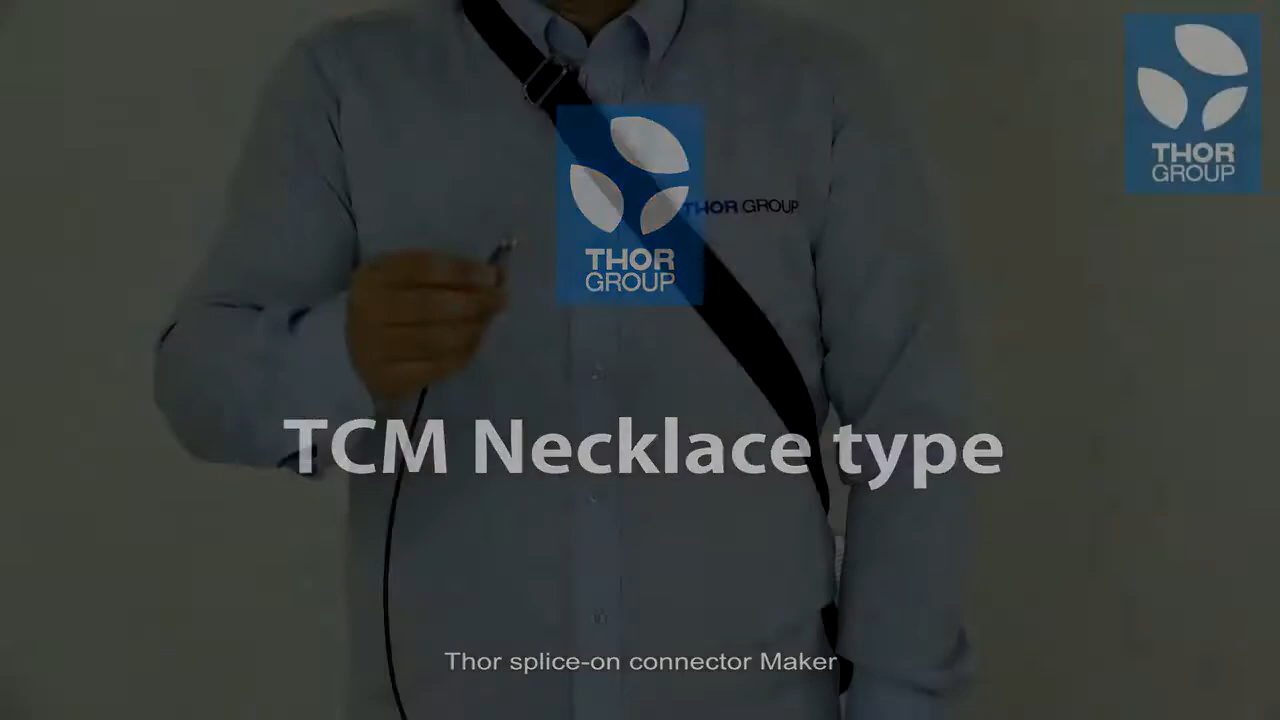 THOR
GROUP
THOR GROUP
THOR
GROUP
TCM Necklace type
Thor splice-on connector Maker